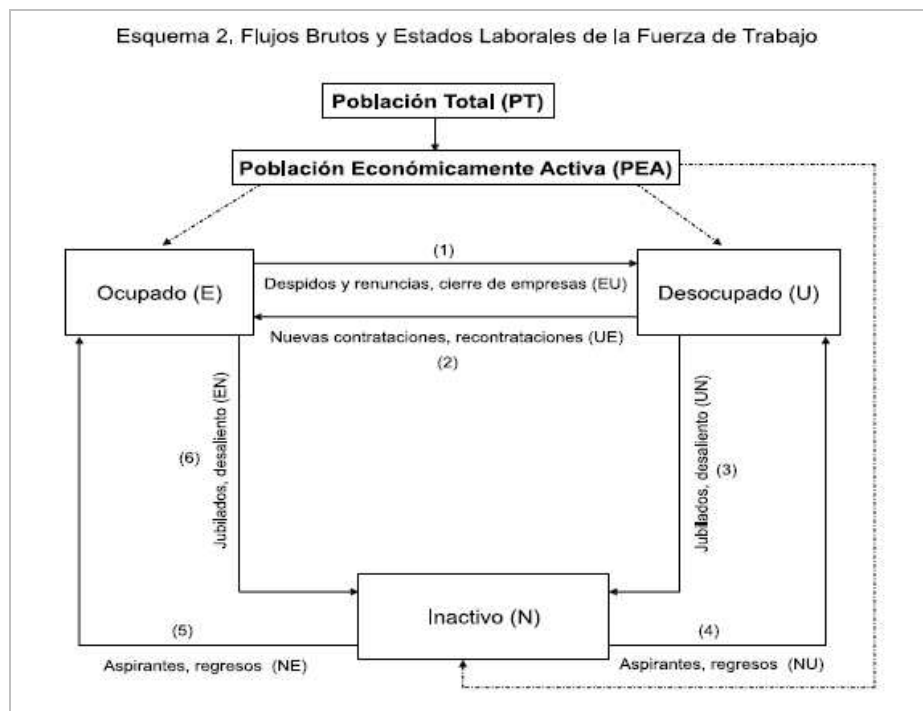 Esquema 2, Flujos Brutos y Estados Laborales de la Fuerza de Trabajo
Población Total (PT)
Población Económicamente Activa (PEA)
(1)
Ocupado (E)
Despidos y renuncias, cierre de empresas (EU)
Desocupado (U)
Nuevas contrataciones, recontrataciones (UE)
(2)
Jubilados, desaliento (EN)
(6)
Jubilados, desaliento (UN)
(3)
Inactivo (N)
(5)
Aspirantes, regresos (NE)
(4)
Aspirantes, regresos (NU)